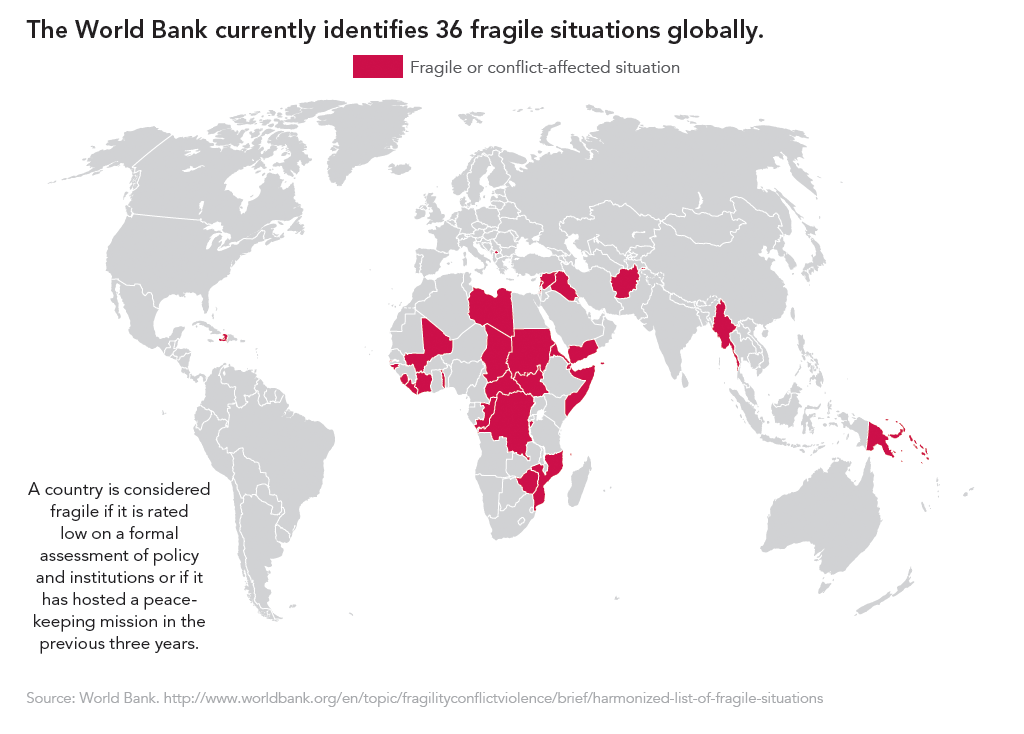 The World Bank currently identifies 36 fragile situations globally.
Fragile or conflict-affected situation
A country is considered
fragile if it is rated
low on a formal
assessment of policy
and institutions or if it
has hosted a peace-
keeping mission in the
previous three years.
Source: World Bank. http://www.worldbank.org/en/topic/fragilityconflictviolence/brief/harmonized-list-of-fragile-situations